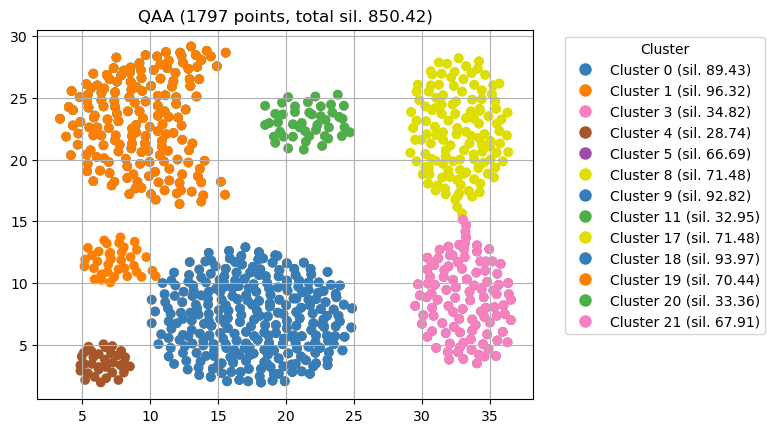 QAA (1797 points, total sil. 850.42)
30
25
20
15
10
5
5 10 15 20 25 30 35
Cluster
Cluster 0 (sil. 89.43)
Cluster 1 (sil. 96.32)
Cluster 3 (sil. 34.82)
Cluster 4 (sil. 28.74)
Cluster 5 (sil. 66.69)
Cluster 8 (sil. 71.48)
Cluster 9 (sil. 92.82)
Cluster 11 (sil. 32.95)
Cluster 17 (sil. 71.48)
Cluster 18 (sil. 93.97)
Cluster 19 (sil. 70.44)
Cluster 20 (sil. 33.36)
Cluster 21 (sil. 67.91)